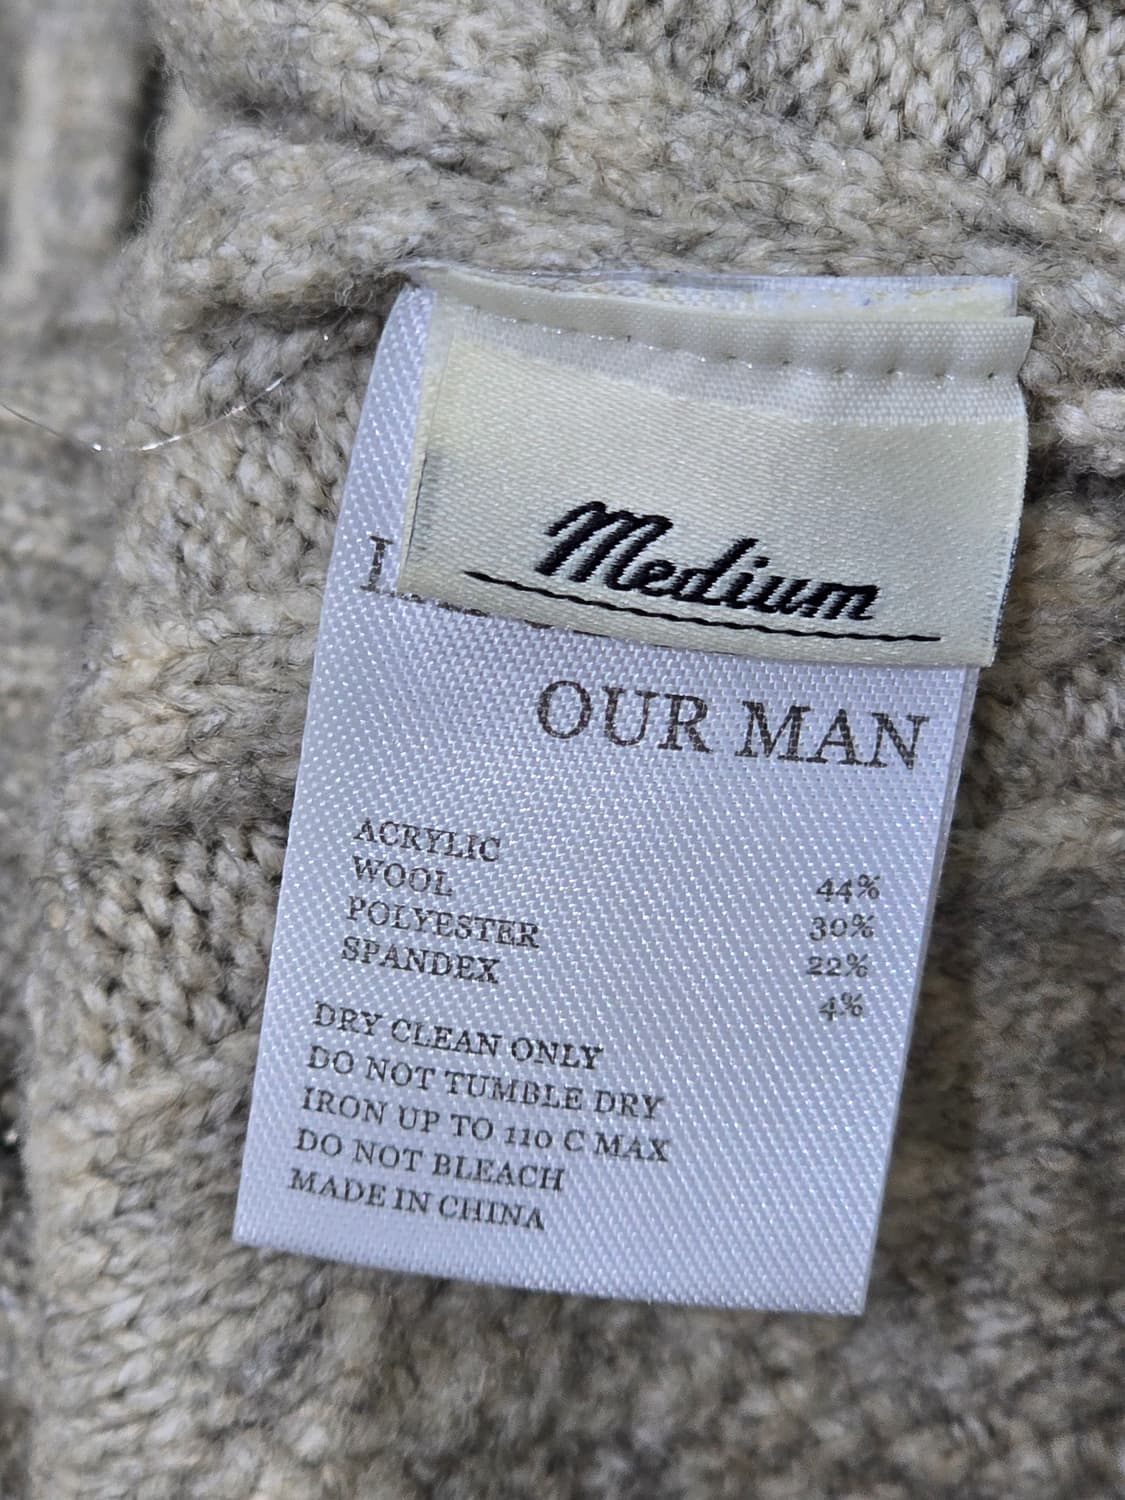 Medium
OUR MAN
ACRYLIC 44%
WOOL 30%
POLYESTER 22%
SPANDEX 4%
DRY CLEAN ONLY
DO NOT TUMBLE DRY
IRON UP TO 110 C MAX
DO NOT BLEACH
MADE IN CHINA